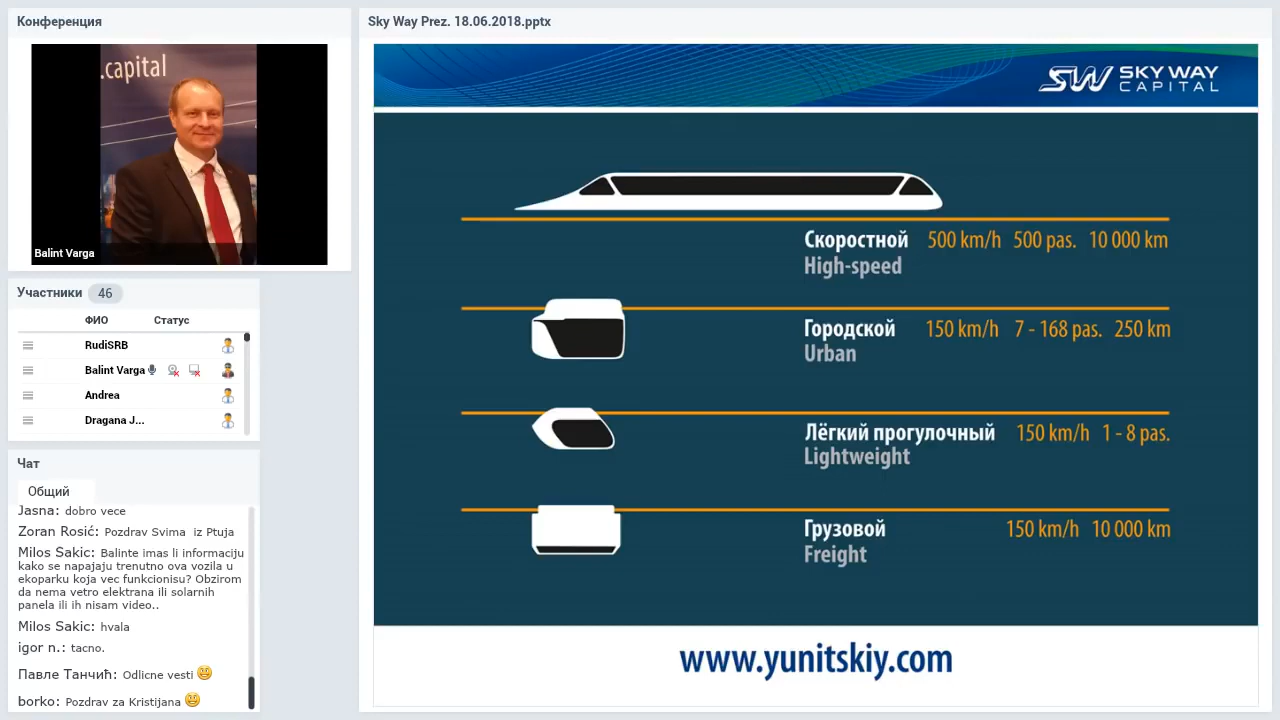 Конференция
.capital
Balint Varga
Участники 46
ФИО Статус
RudiSRB
Balint Varga
Andrea
Dragana J...
Чат
Общий
Jasna: dobro vece
Zoran Rosić: Pozdrav Svima iz Ptuja
Milos Sakic: Balinte imas li informaciju
kako se napajaju trenutno ova vozila u
ekoparku koja vec funkcionisu? Obzirom
da nema vetro elektrana ili solarnih
panela ili ih nisam video..
Milos Sakic: hvala
igor n.: tacno.
Павле Танчић: Odlicne vesti
borko: Pozdrav za Kristijana
Sky Way Prez. 18.06.2018.pptx
SW SKY WAY
CAPITAL
Скоростной 500 km/h 500 pas. 10 000 km
High-speed
Городской 150 km/h 7 - 168 pas. 250 km
Urban
Лёгкий прогулочный 150 km/h 1 - 8 pas.
Lightweight
Грузовой 150 km/h 10 000 km
Freight
www.yunitskiy.com